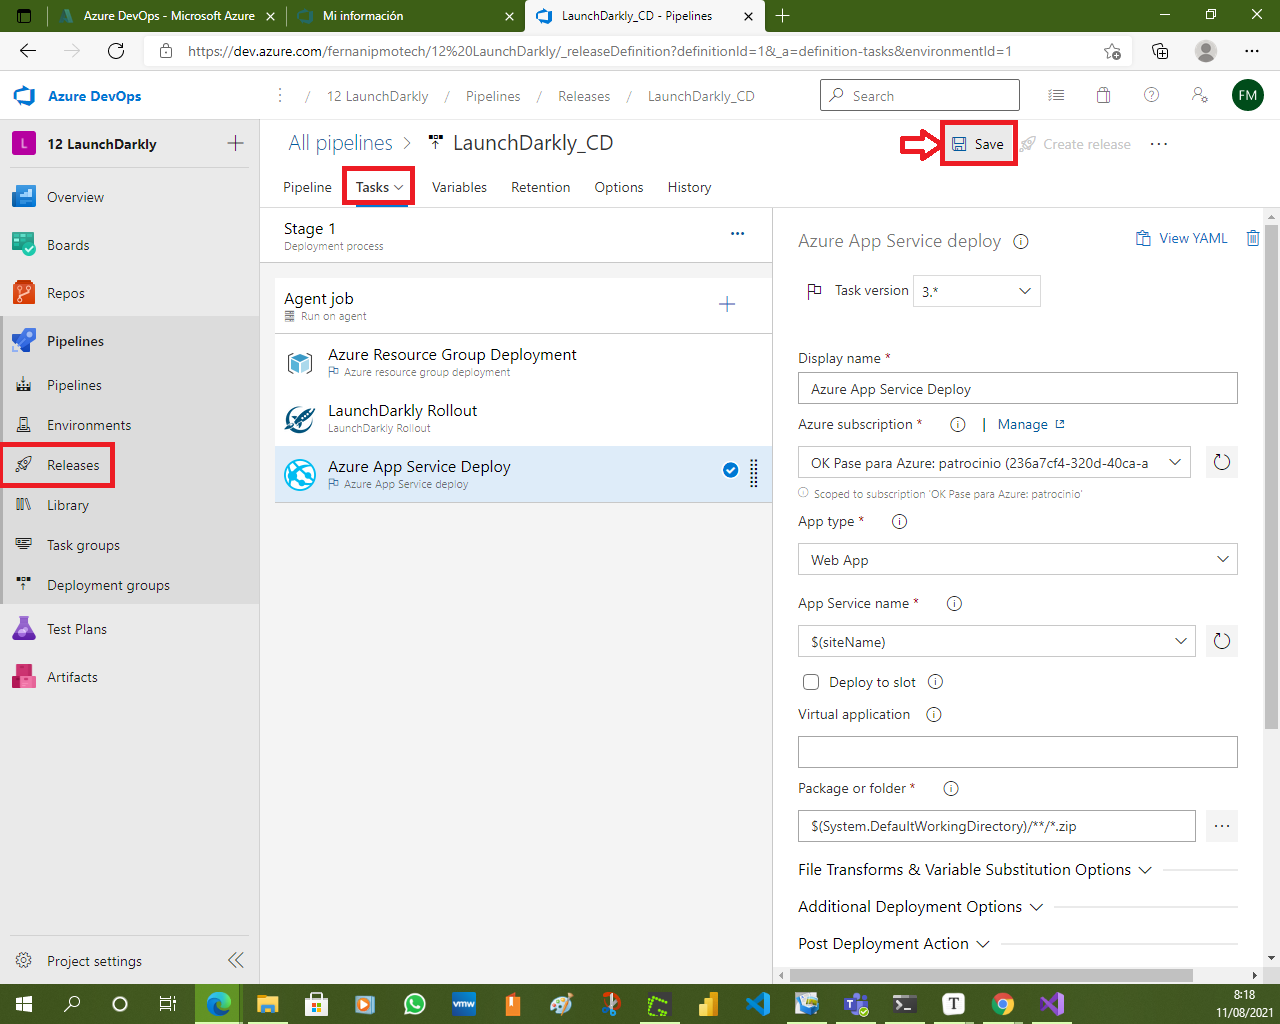 Azure DevOps - Microsoft Azure
Mi información
LaunchDarkly_CD - Pipelines
https://dev.azure.com/fernanipmotech/12%20LaunchDarkly/_releaseDefinition?definitionId=1&_a=definition-tasks&environmentId=1
Azure DevOps
/ 12 LaunchDarkly / Pipelines / Releases / LaunchDarkly_CD
Search
FM
L 12 LaunchDarkly
Overview
Boards
Repos
Pipelines
Pipelines
Environments
Releases
Library
Task groups
Deployment groups
Test Plans
Artifacts
Project settings
All pipelines > LaunchDarkly_CD
Save
Create release
Pipeline Tasks Variables Retention Options History
Stage 1
Deployment process
Agent job
Run on agent
Azure Resource Group Deployment
Azure resource group deployment
LaunchDarkly Rollout
LaunchDarkly Rollout
Azure App Service Deploy
Azure App Service deploy
Azure App Service deploy
View YAML
Task version 3.*
Display name *
Azure App Service Deploy
Azure subscription * | Manage
OK Pase para Azure: patrocinio (236a7cf4-320d-40ca-a
Scoped to subscription 'OK Pase para Azure: patrocinio'
App type *
Web App
App Service name *
$(siteName)
Deploy to slot
Virtual application
Package or folder *
$(System.DefaultWorkingDirectory)/**/*.zip
File Transforms & Variable Substitution Options
Additional Deployment Options
Post Deployment Action
vmw
T
8:18
11/08/2021